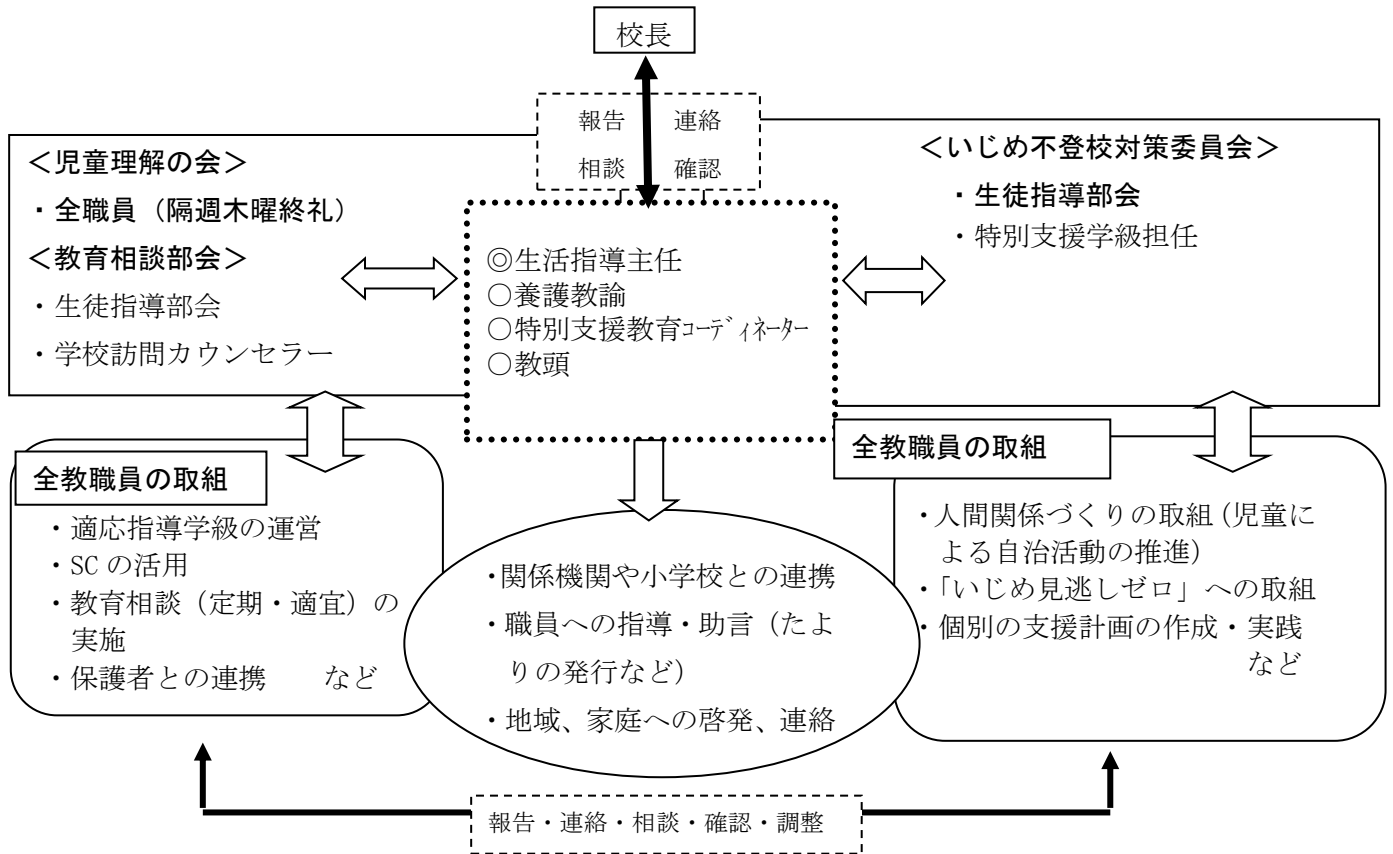 校長
報告 連絡
相談 確認
＜児童理解の会＞
・全職員（隔週木曜終礼）
＜教育相談部会＞
・生徒指導部会
・学校訪問カウンセラー
◎生活指導主任
○養護教諭
○特別支援教育ｺｰﾃﾞｨﾈｰﾀｰ
○教頭
＜いじめ不登校対策委員会＞
・生徒指導部会
・特別支援学級担任
全教職員の取組
・適応指導学級の運営
・SCの活用
・教育相談（定期・適宜）の
実施
・保護者との連携 など
・関係機関や小学校との連携
・職員への指導・助言（たよ
りの発行など）
・地域、家庭への啓発、連絡
全教職員の取組
・人間関係づくりの取組（児童に
よる自治活動の推進）
・「いじめ見逃しゼロ」への取組
・個別の支援計画の作成・実践
など
報告・連絡・相談・確認・調整